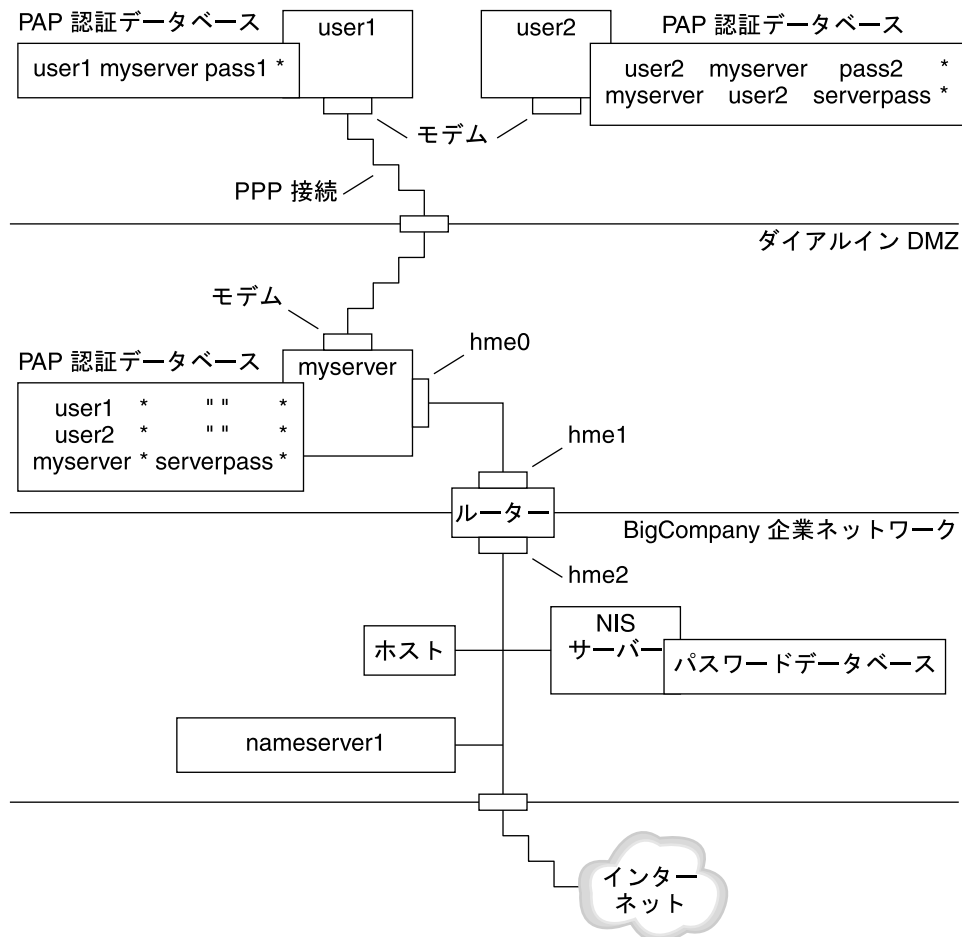 PAP 認証データベース
user1
user1 myserver pass1 *
user2
PAP 認証データベース
user2 myserver pass2 *
myserver user2 serverpass *
モデム
PPP 接続
ダイアルイン DMZ
モデム
hme0
PAP 認証データベース
myserver
user1 * " " *
user2 * " " *
myserver * serverpass *
hme1
ルーター
BigCompany 企業ネットワーク
hme2
ホスト
NIS
サーバー
パスワードデータベース
nameserver1
インター
ネット